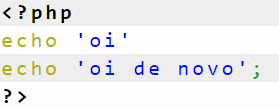 <?php
echo 'oi'
echo 'oi de novo';
?>